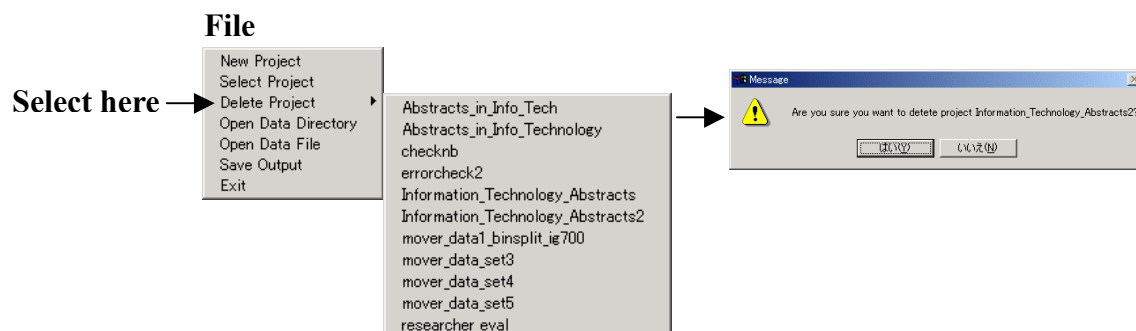 File
New Project
Select Project
Select here
Delete Project
Open Data Directory
Open Data File
Save Output
Exit
Abstracts_in_Info_Tech
Abstracts_in_Info_Technology
checknb
errorcheck2
Information_Technology_Abstracts
Information_Technology_Abstracts2
mover_data1_binsplit_ig700
mover_data_set3
mover_data_set4
mover_data_set5
researcher_eval
Message
Are you sure you want to detete project Information_Technology_Abstracts2?
はい(Y)
いいえ(N)